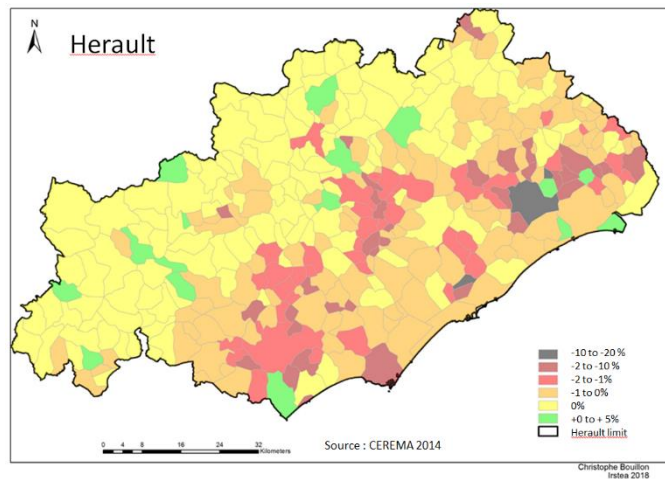 N
Herault
-10 to -20 %
-2 to -10 %
-2 to -1%
-1 to 0%
0%
+0 to + 5%
Herault limit
0 4 8 16 24 32
Kilometers
Source : CEREMA 2014
Christophe Bouillon
Irstea 2018